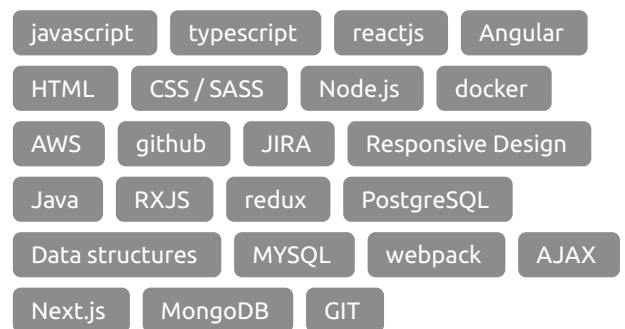 javascript typescript reactjs Angular
HTML CSS / SASS Node.js docker
AWS github JIRA Responsive Design
Java RXJS redux PostgreSQL
Data structures MYSQL webpack AJAX
Next.js MongoDB GIT